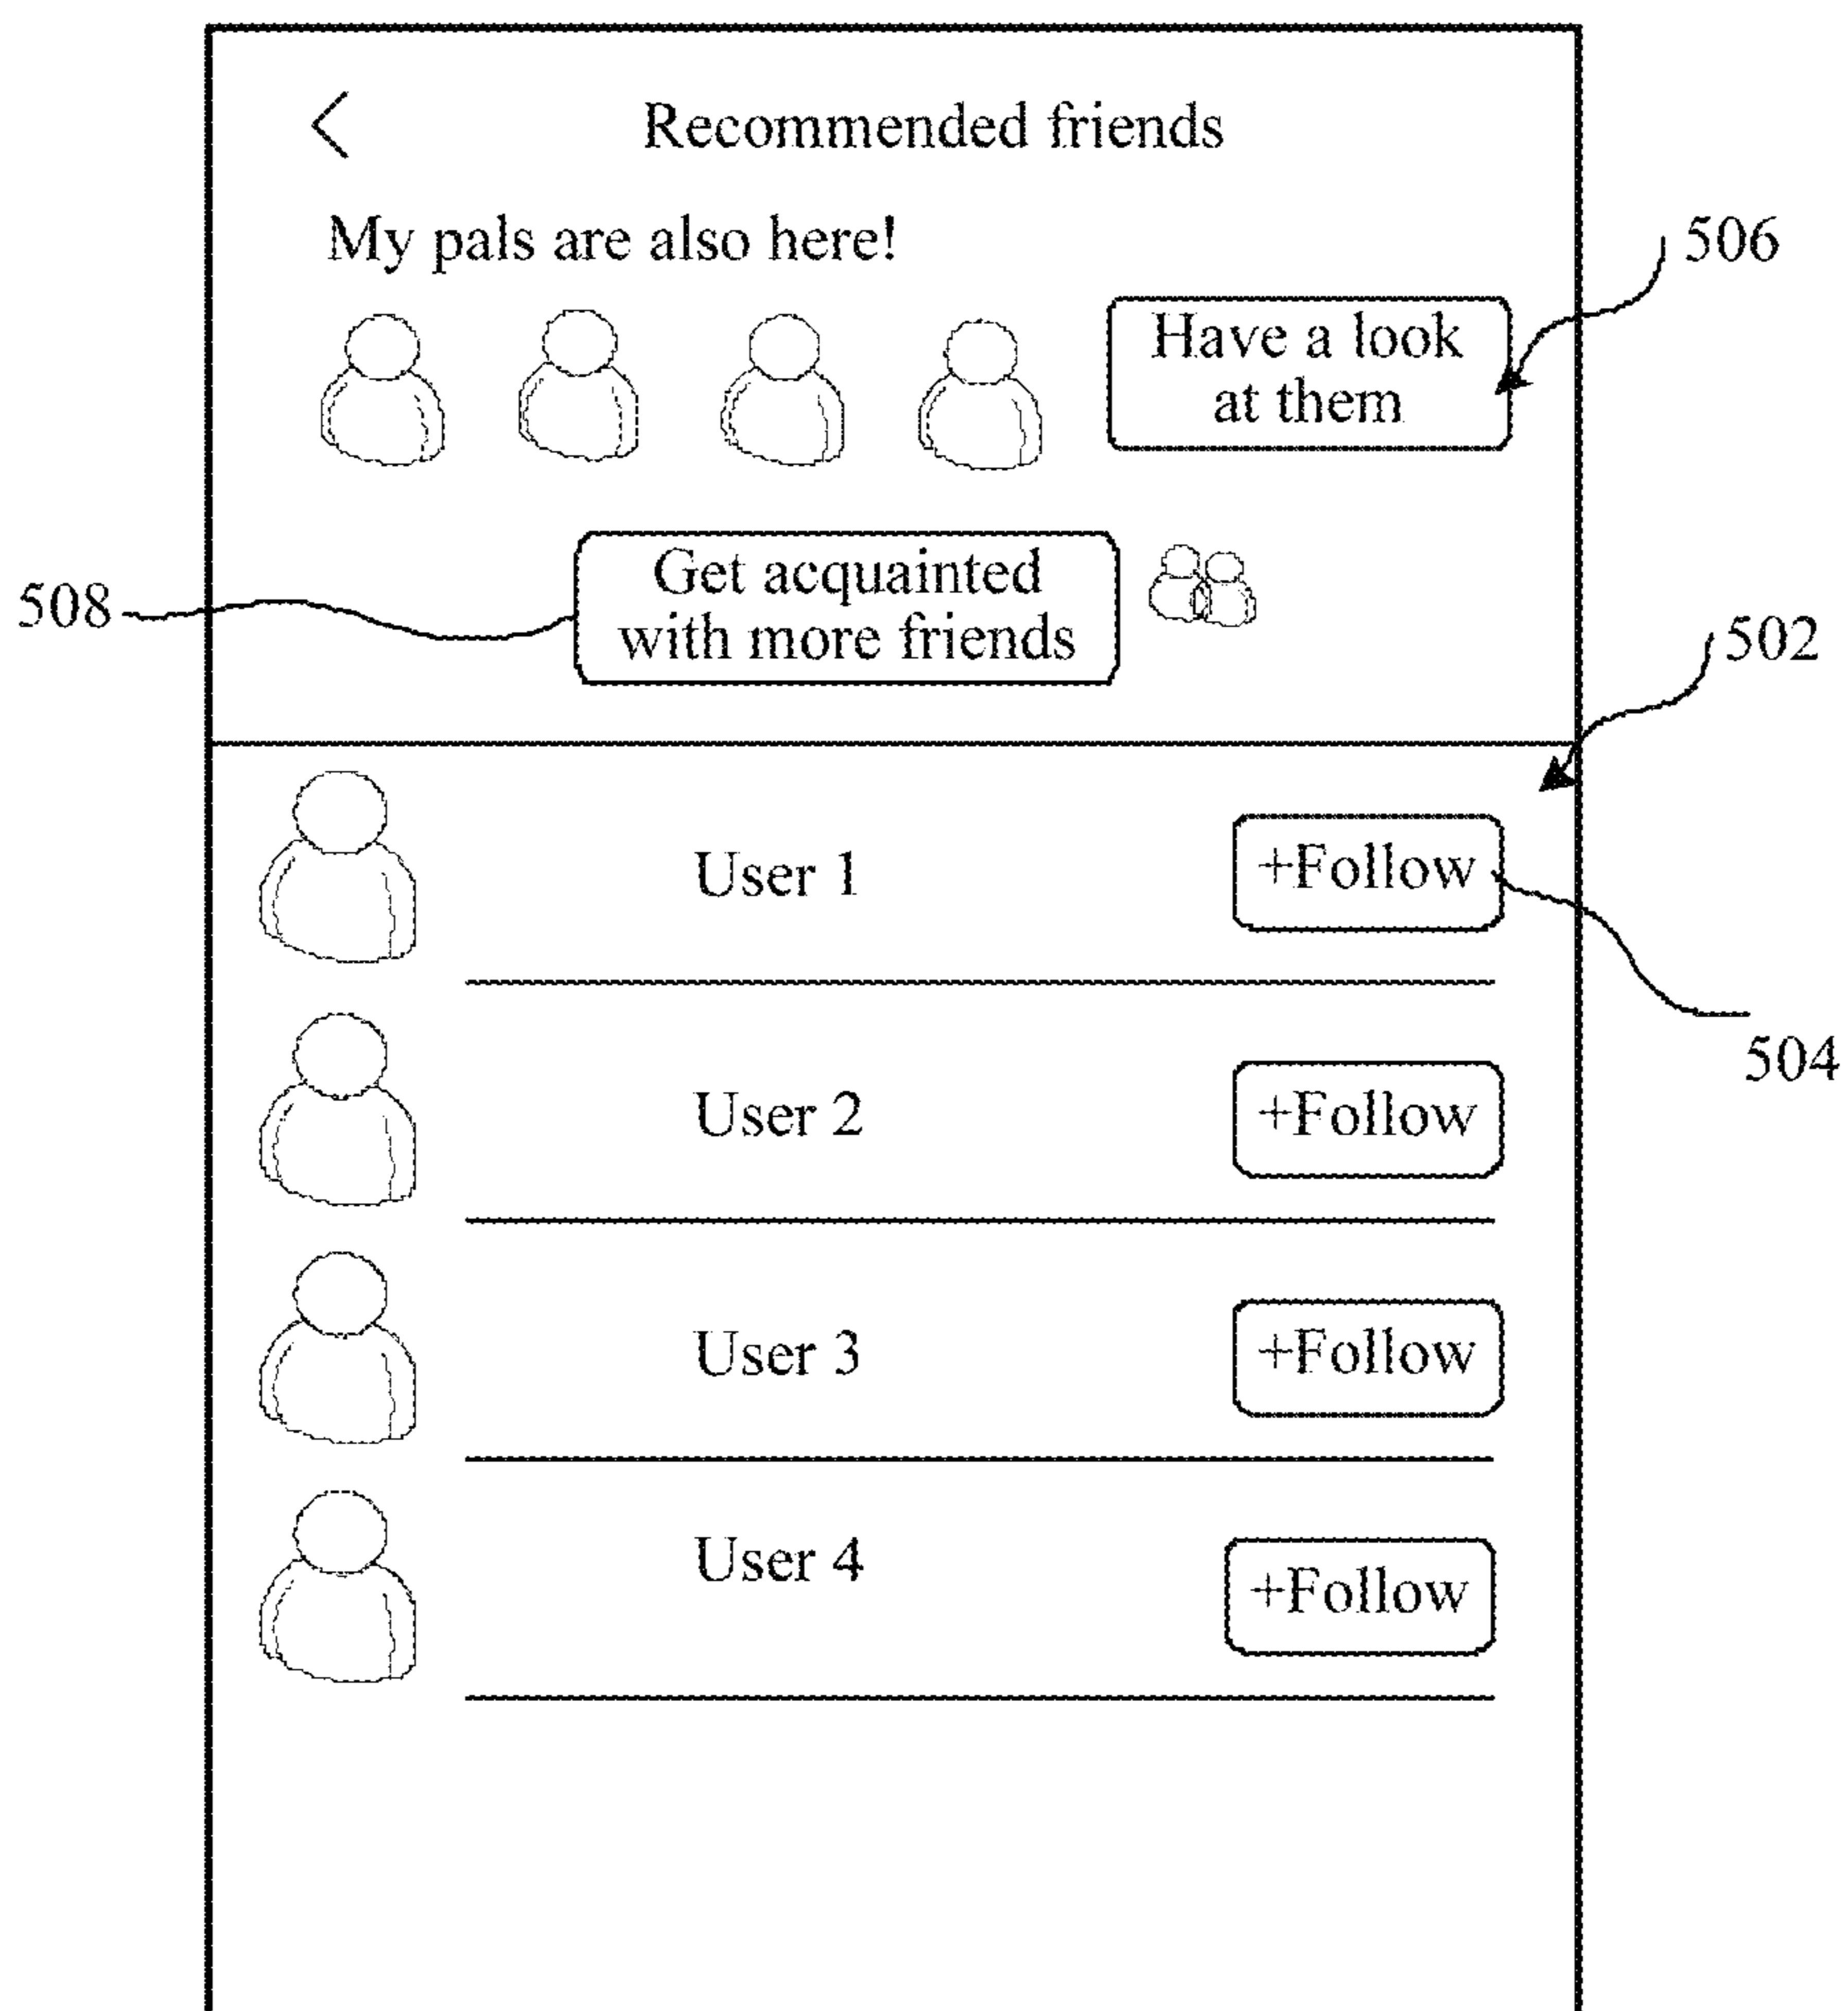 <
Recommended friends
My pals are also here!
506
Have a look
at them
508
Get acquainted
with more friends
502
User 1
+Follow
504
User 2
+Follow
User 3
+Follow
User 4
+Follow